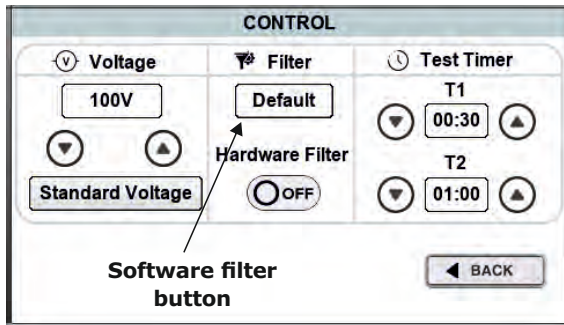 CONTROL
V Voltage
100V
Standard Voltage
Filter
Default
Hardware Filter
OFF
Test Timer
T1
00:30
T2
01:00
Software filter
button
BACK